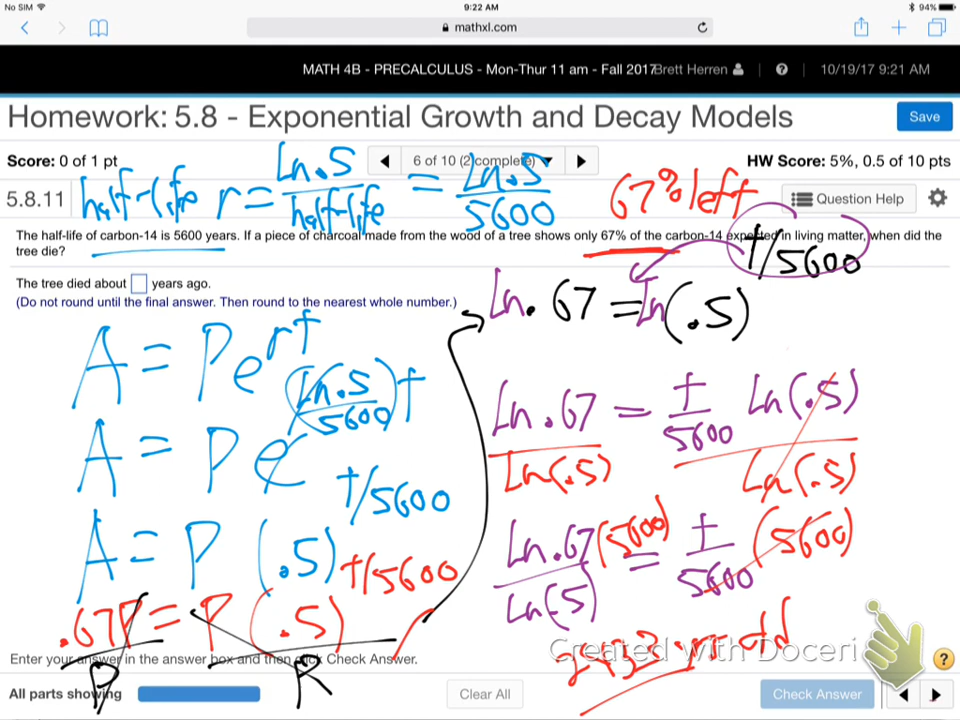 No SIM 9:22 AM 94%
mathxl.com
MATH 4B - PRECALCULUS - Mon-Thur 11 am - Fall 2017 Brett Herren ? 10/19/17 9:21 AM
Homework: 5.8 - Exponential Growth and Decay Models Save
Score: 0 of 1 pt 6 of 10 (2 complete) HW Score: 5%, 0.5 of 10 pts
5.8.11 half-life r = Ln.5 / half-life = Ln.5 / 5600 67% left Question Help
The half-life of carbon-14 is 5600 years. If a piece of charcoal made from the wood of a tree shows only 67% of the carbon-14 expected in living matter, when did the
tree die?
The tree died about years ago.
(Do not round until the final answer. Then round to the nearest whole number.)
A = Pe^rt
A = Pe^(Ln.5/5600)t
A = P(.5)^t/5600
.67P = P(.5)^t/5600
P P
Ln.67 = Ln(.5) t/5600
Ln.67 = t/5600 Ln(.5)
Ln(.5) Ln(.5)
Ln.67 (5600) = t/5600 (5600)
Ln(.5)
yrs old
Created with Doceri
Enter your answer in the answer box and then click Check Answer. ?
All parts showing Clear All Check Answer